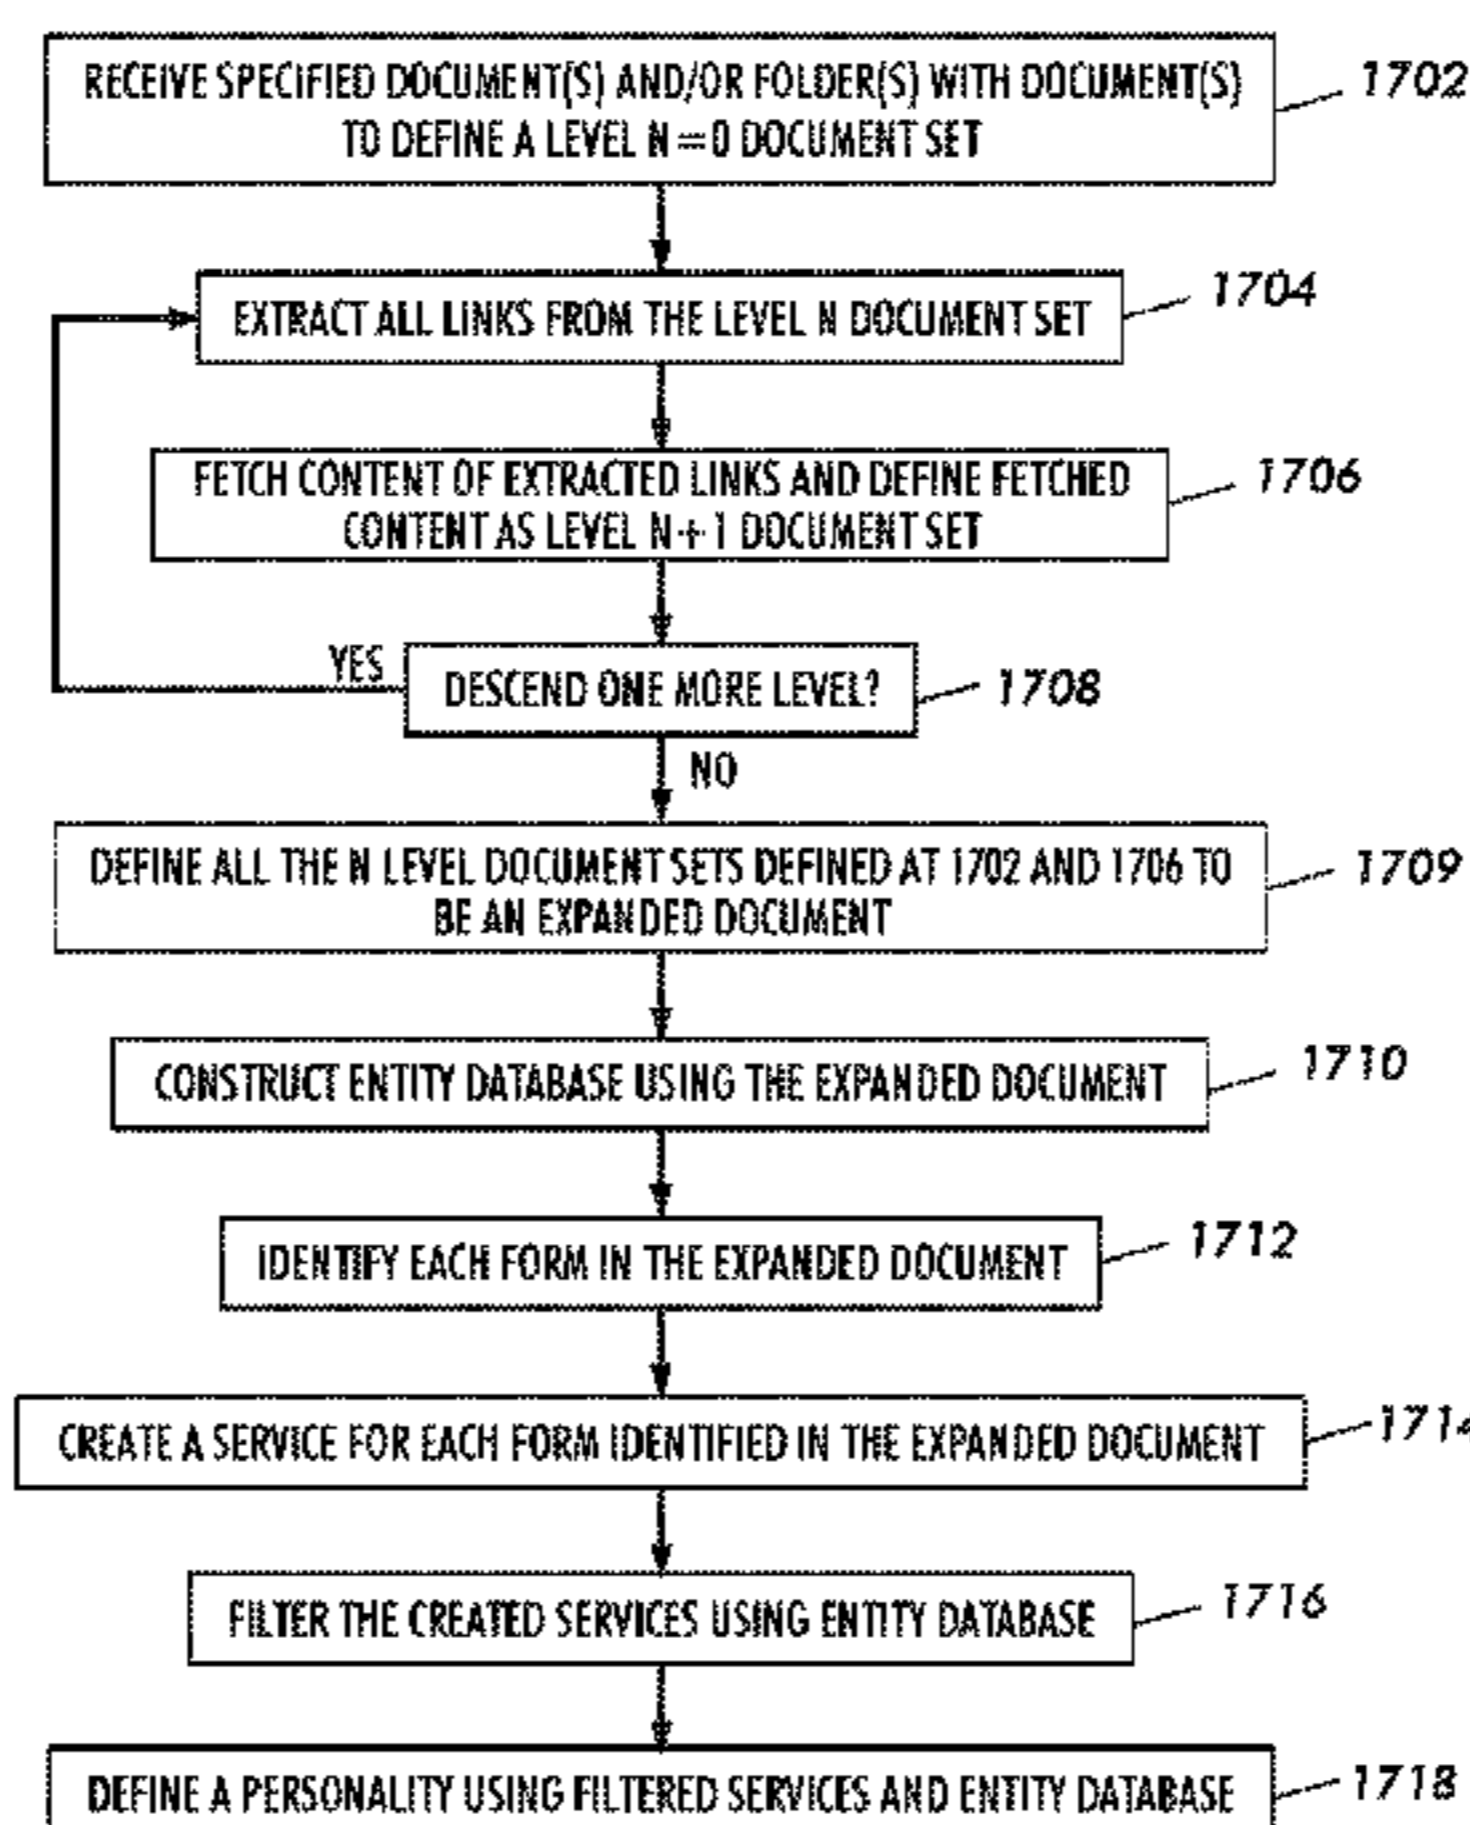 RECEIVE SPECIFIED DOCUMENT(S) AND/OR FOLDER(S) WITH DOCUMENT(S)
TO DEFINE A LEVEL N=0 DOCUMENT SET
1702
EXTRACT ALL LINKS FROM THE LEVEL N DOCUMENT SET
1704
FETCH CONTENT OF EXTRACTED LINKS AND DEFINE FETCHED
CONTENT AS LEVEL N+1 DOCUMENT SET
1706
YES
DESCEND ONE MORE LEVEL?
1708
NO
DEFINE ALL THE N LEVEL DOCUMENT SETS DEFINED AT 1702 AND 1706 TO
BE AN EXPANDED DOCUMENT
1709
CONSTRUCT ENTITY DATABASE USING THE EXPANDED DOCUMENT
1710
IDENTIFY EACH FORM IN THE EXPANDED DOCUMENT
1712
CREATE A SERVICE FOR EACH FORM IDENTIFIED IN THE EXPANDED DOCUMENT
1714
FILTER THE CREATED SERVICES USING ENTITY DATABASE
1716
DEFINE A PERSONALITY USING FILTERED SERVICES AND ENTITY DATABASE
1718